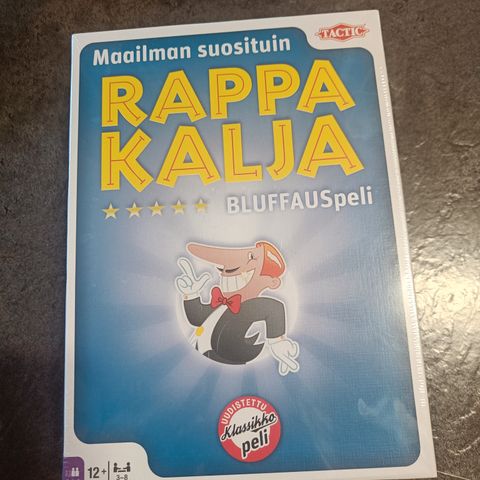 Maailman suosituin
TACTIC
RAPPA
KALJA
BLUFFAUSpeli
UUDISTETTU
Klassikko
peli
12+
3-8